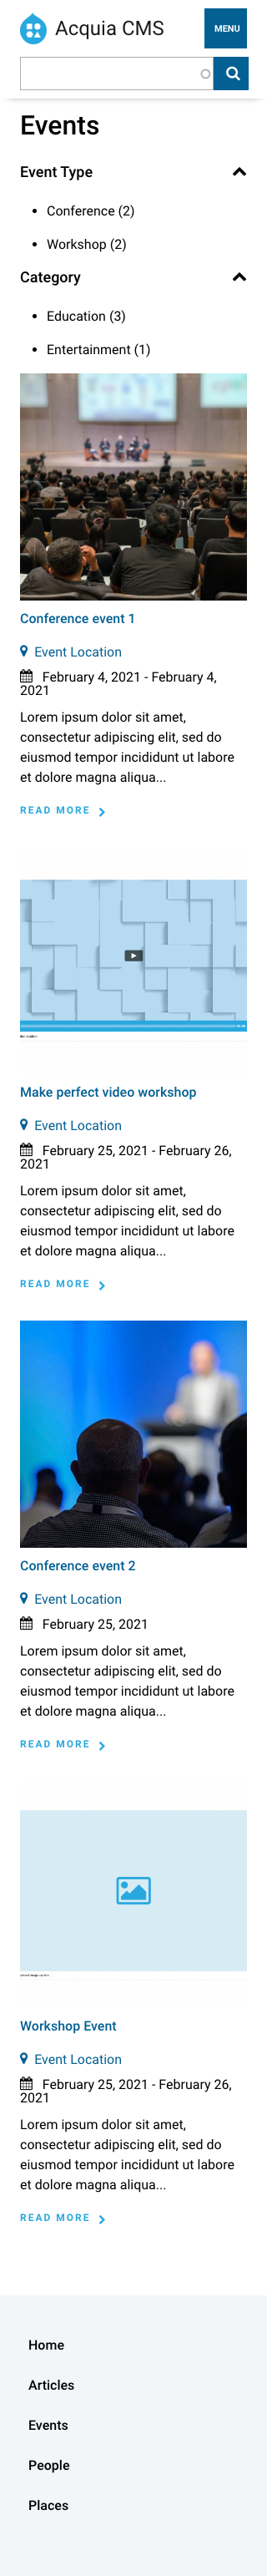 Acquia CMS
MENU
Events
Event Type
Conference (2)
Workshop (2)
Category
Education (3)
Entertainment (1)
Conference event 1
Event Location
February 4, 2021 - February 4,
2021
Lorem ipsum dolor sit amet,
consectetur adipiscing elit, sed do
eiusmod tempor incididunt ut labore
et dolore magna aliqua...
READ MORE
Make perfect video workshop
Event Location
February 25, 2021 - February 26,
2021
Lorem ipsum dolor sit amet,
consectetur adipiscing elit, sed do
eiusmod tempor incididunt ut labore
et dolore magna aliqua...
READ MORE
Conference event 2
Event Location
February 25, 2021
Lorem ipsum dolor sit amet,
consectetur adipiscing elit, sed do
eiusmod tempor incididunt ut labore
et dolore magna aliqua...
READ MORE
Workshop Event
Event Location
February 25, 2021 - February 26,
2021
Lorem ipsum dolor sit amet,
consectetur adipiscing elit, sed do
eiusmod tempor incididunt ut labore
et dolore magna aliqua...
READ MORE
Home
Articles
Events
People
Places